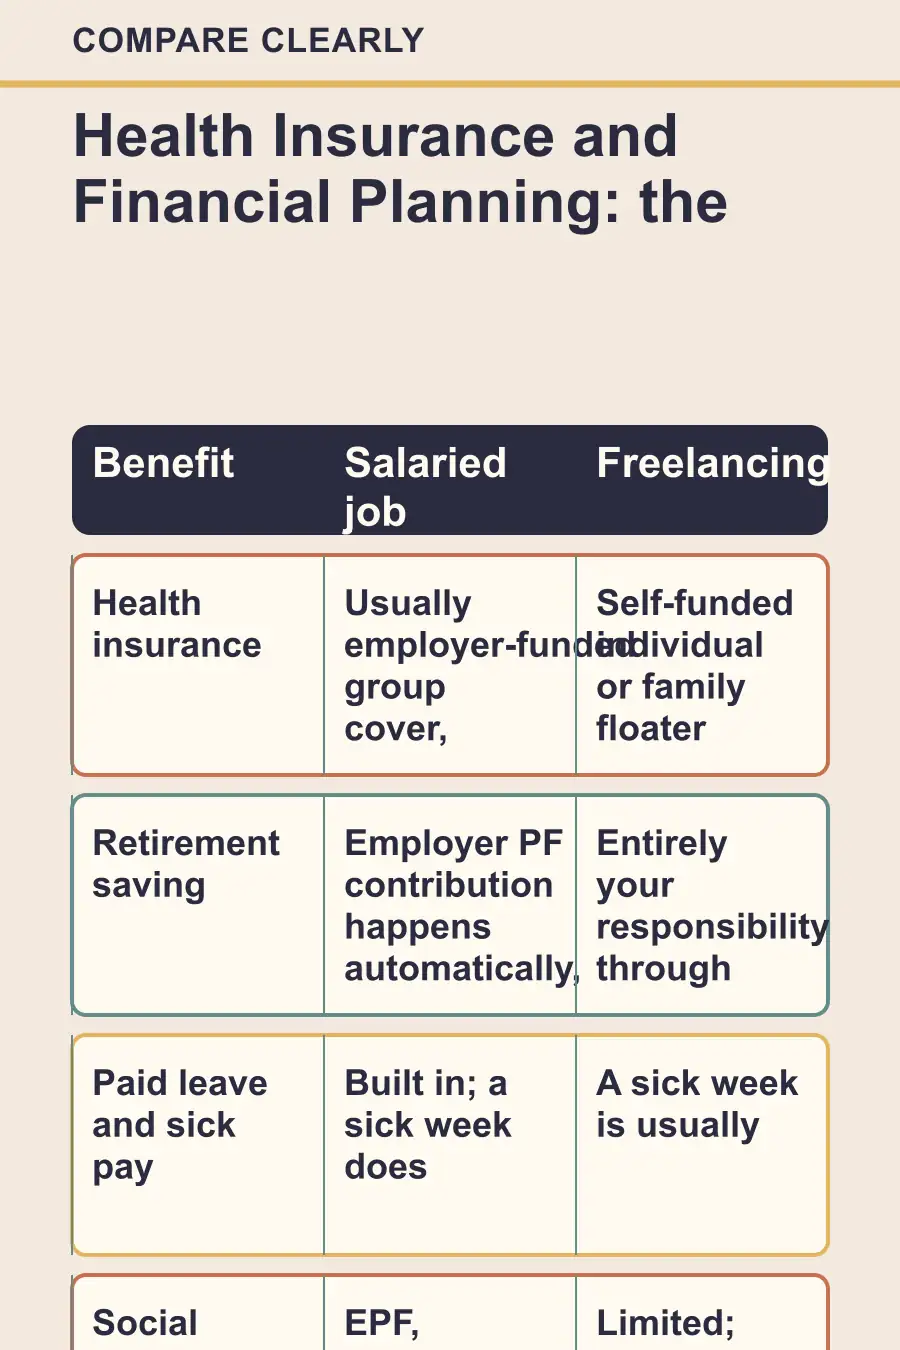 COMPARE CLEARLY
Health Insurance and
Financial Planning: the
Benefit
Salaried
job
Freelancing
Health
insurance
Usually
employer-funded
group
cover,
Self-funded
individual
or family
floater
Retirement
saving
Employer PF
contribution
happens
automatically,
Entirely
your
responsibility
through
Paid leave
and sick
pay
Built in; a
sick week
does
A sick week
is usually
Social
EPF,
Limited;